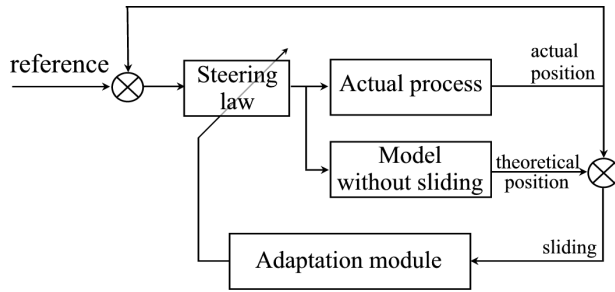 reference
Steering
law
Actual process
actual
position
Model
without sliding
theoretical
position
Adaptation module
sliding